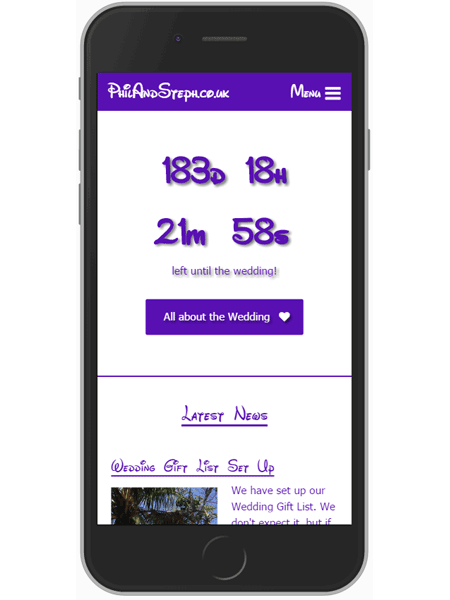 PhilAndSteph.co.uk Menu
183d 18h
21m 58s
left until the wedding!
All about the Wedding
Latest News
Wedding Gift List Set Up
We have set up our
Wedding Gift List. We
don't expect it, but if